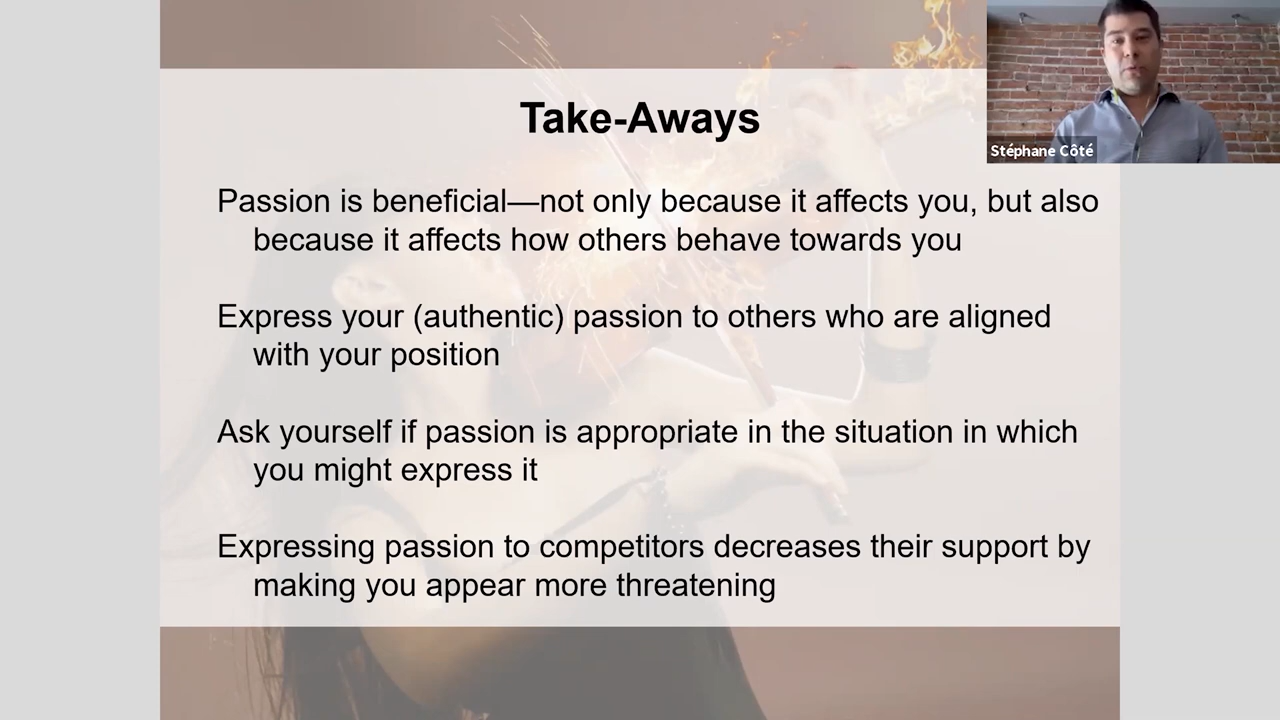 Take-Aways
Stéphane Côté
Passion is beneficial—not only because it affects you, but also
because it affects how others behave towards you
Express your (authentic) passion to others who are aligned
with your position
Ask yourself if passion is appropriate in the situation in which
you might express it
Expressing passion to competitors decreases their support by
making you appear more threatening